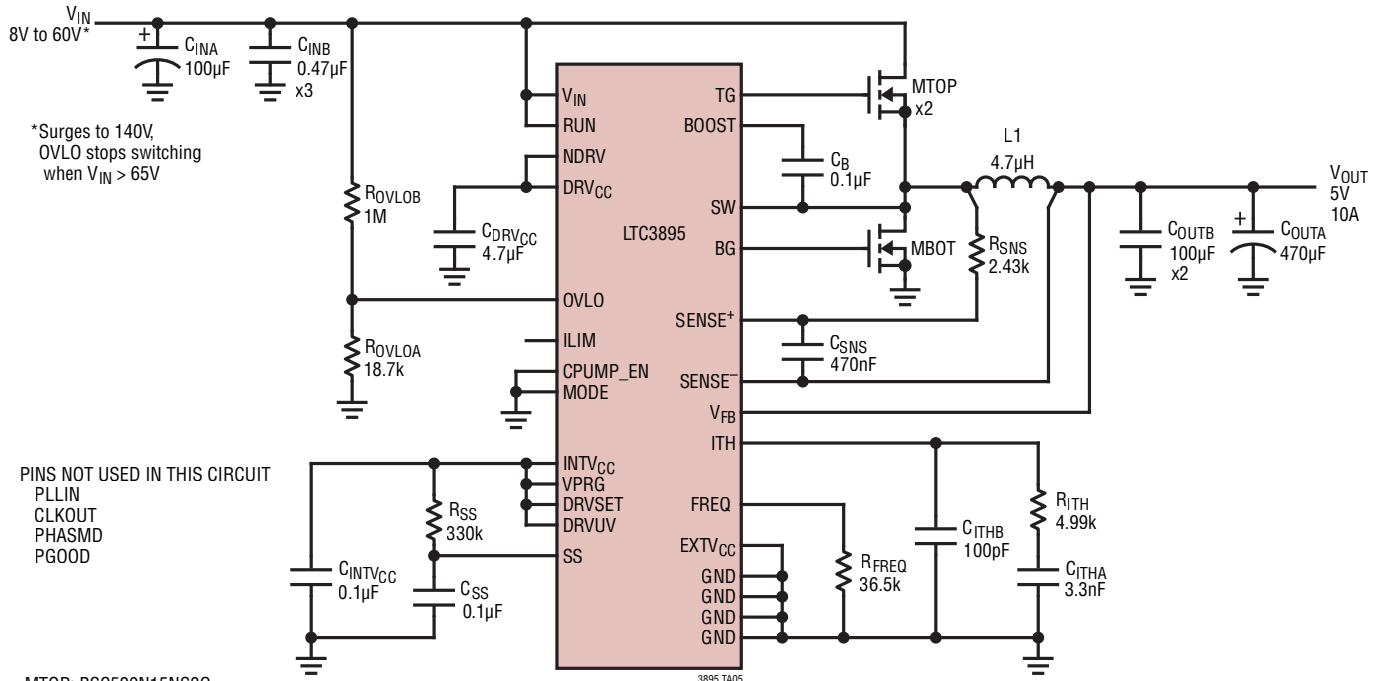 VIN
8V to 60V*
+
CINA
100µF
CINB
0.47µF
x3
*Surges to 140V,
OVLO stops switching
when VIN > 65V
ROVLOB
1M
CDRVCC
4.7µF
ROVLOA
18.7k
VIN
RUN
NDRV
DRVCC
OVLO
ILIM
CPUMP_EN
MODE
INTVCC
VPRG
DRVSET
DRVUV
SS
LTC3895
TG
BOOST
SW
BG
SENSE+
SENSE−
VFB
ITH
FREQ
EXTVCC
GND
GND
GND
GND
MTOP
x2
CB
0.1µF
MBOT
L1
4.7µH
RSNS
2.43k
CSNS
470nF
VOUT
5V
10A
COUTB
100µF
x2
+
COUTA
470µF
PINS NOT USED IN THIS CIRCUIT
PLLIN
CLKOUT
PHASMD
PGOOD
RSS
330k
CINTVCC
0.1µF
CSS
0.1µF
RFREQ
36.5k
CITHB
100pF
RITH
4.99k
CITHA
3.3nF
3895 TA05